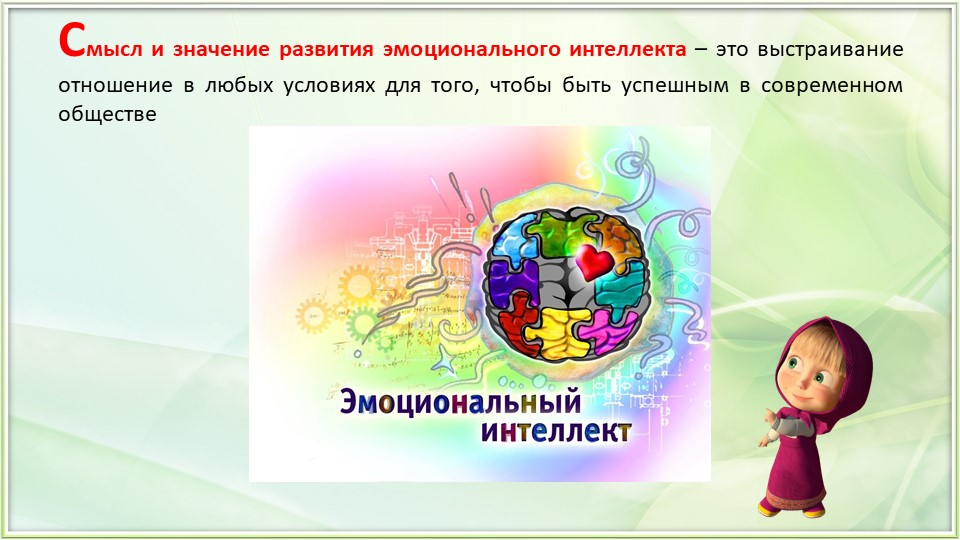 Смысл и значение развития эмоционального интеллекта – это выстраивание
отношение в любых условиях для того, чтобы быть успешным в современном
обществе
Эмоциональный
интеллект